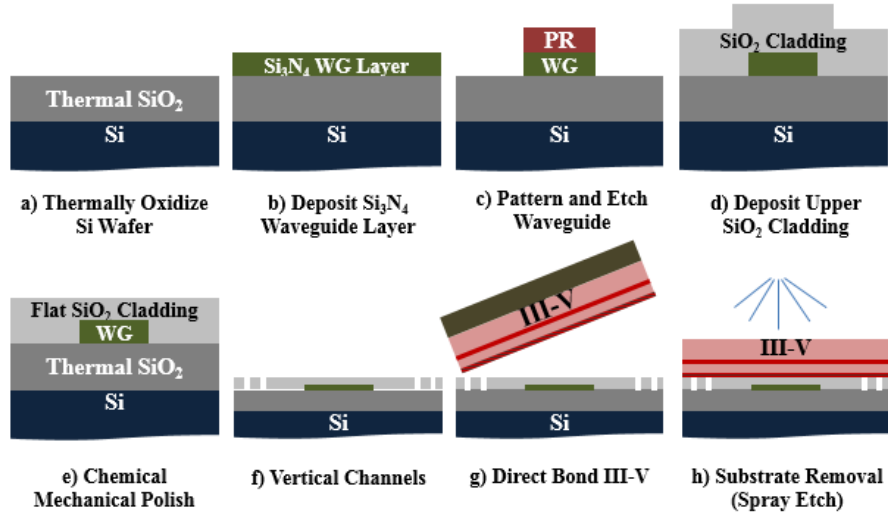 Thermal SiO₂
Si
a) Thermally Oxidize
Si Wafer
Si₃N₄ WG Layer
Si
b) Deposit Si₃N₄
Waveguide Layer
PR
WG
Si
c) Pattern and Etch
Waveguide
SiO₂ Cladding
Si
d) Deposit Upper
SiO₂ Cladding
Flat SiO₂ Cladding
WG
Thermal SiO₂
Si
e) Chemical
Mechanical Polish
Si
f) Vertical Channels
III-V
Si
g) Direct Bond III-V
III-V
h) Substrate Removal
(Spray Etch)